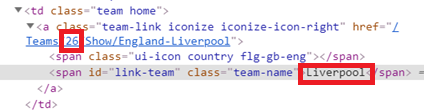 ▼<td class="team home">
▼<a class="team-link iconize iconize-icon-right" href="/
Teams/26/Show/England-Liverpool">
<span class="ui-icon country flg-gb-eng"></span>
<span id="link-team" class="team-name">Liverpool</span> =
</a>
</td>